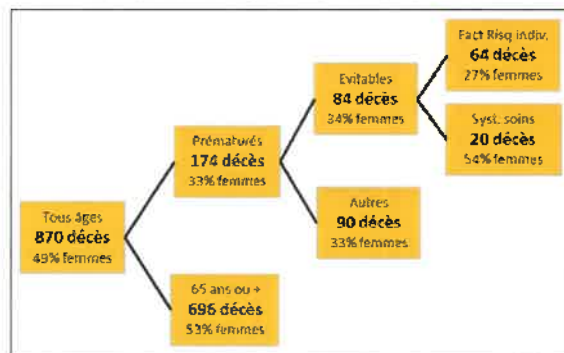 Fact Risq indiv.
64 décès
27% femmes
Evitables
84 décès
34% femmes
Syst. soins
20 décès
54% femmes
Prématurés
174 décès
33% femmes
Autres
90 décès
33% femmes
Tous âges
870 décès
49% femmes
65 ans ou +
696 décès
53% femmes